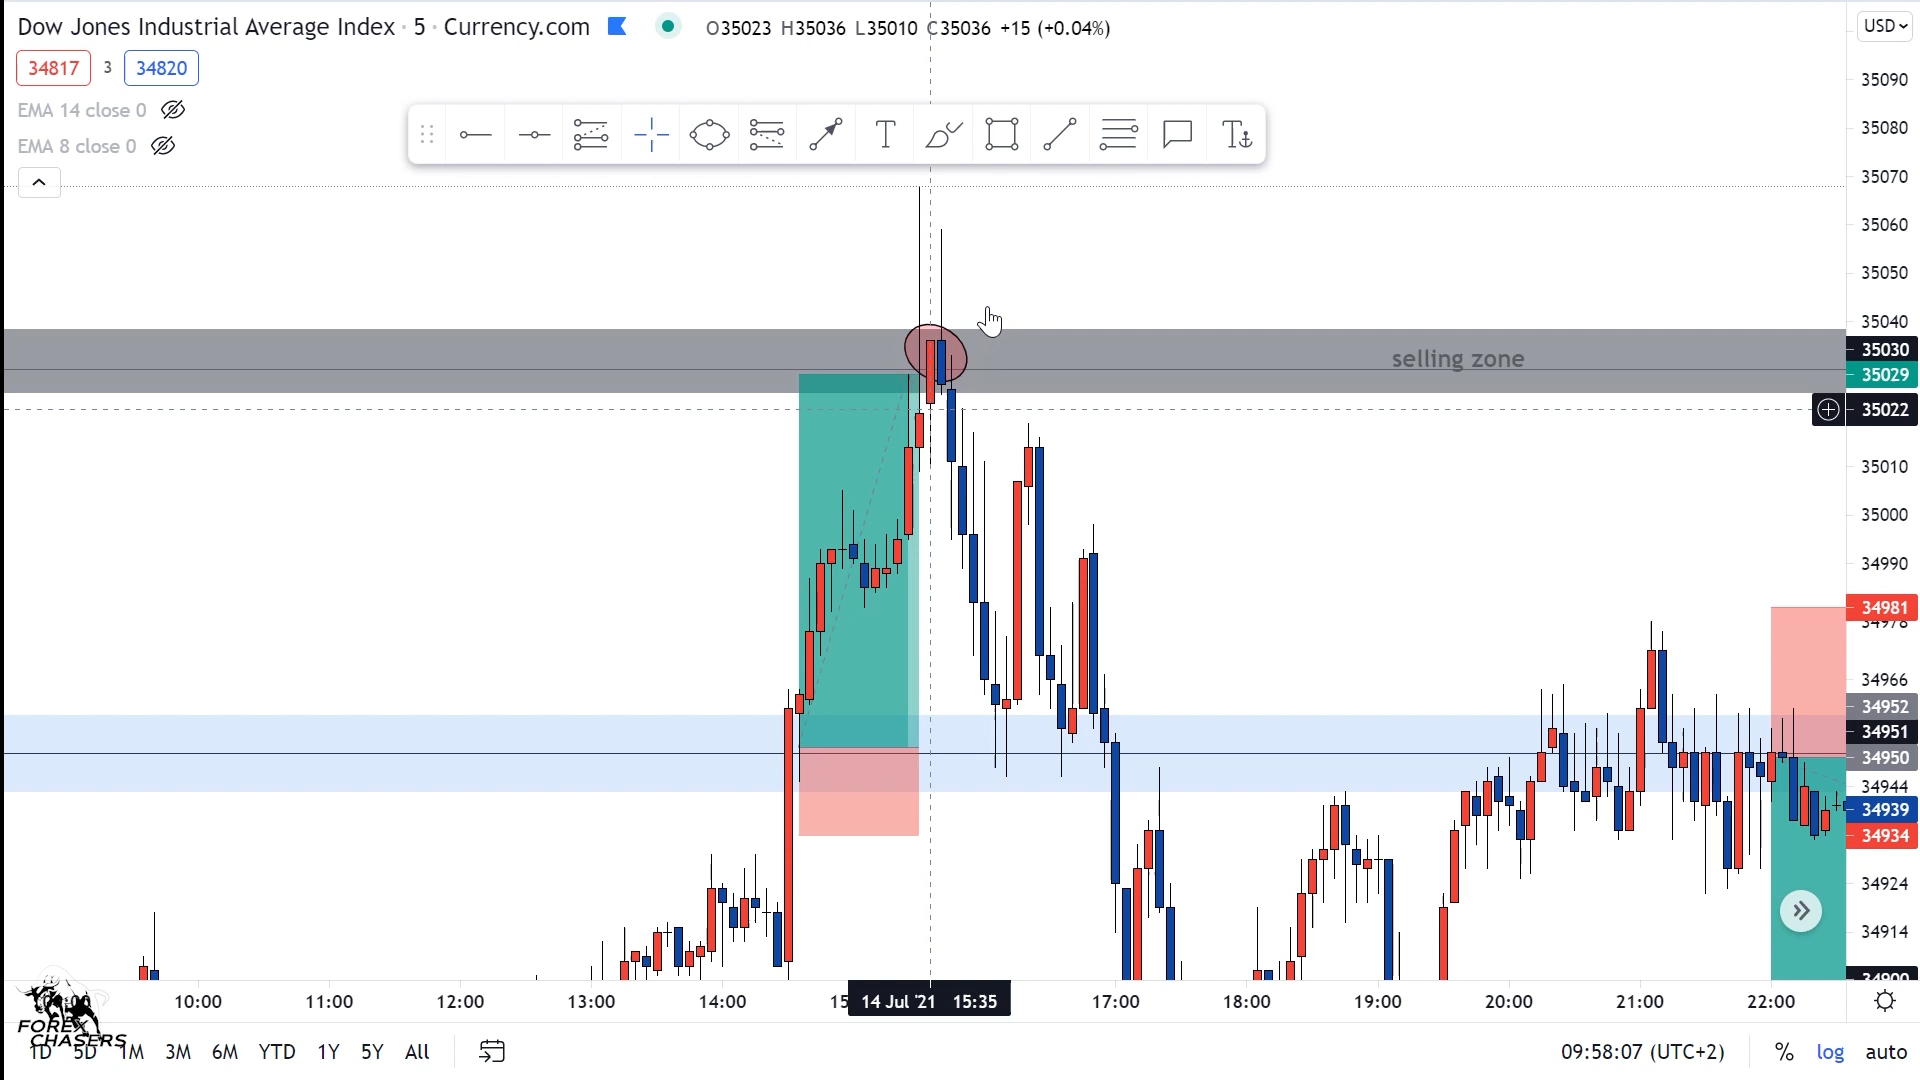 Dow Jones Industrial Average Index · 5 · Currency.com O35023 H35036 L35010 C35036 +15 (+0.04%) USD
34817 3 34820
EMA 14 close 0
EMA 8 close 0
35090
35080
35070
35060
35050
35040
selling zone
35030
35029
35022
35010
35000
34990
34981
34978
34966
34952
34951
34950
34944
34939
34934
34924
34914
34900
10:00 11:00 12:00 13:00 14:00 15 14 Jul '21 15:35 17:00 18:00 19:00 20:00 21:00 22:00
FOREX
CHASERS
1D 5D 1M 3M 6M YTD 1Y 5Y All 09:58:07 (UTC+2) % log auto